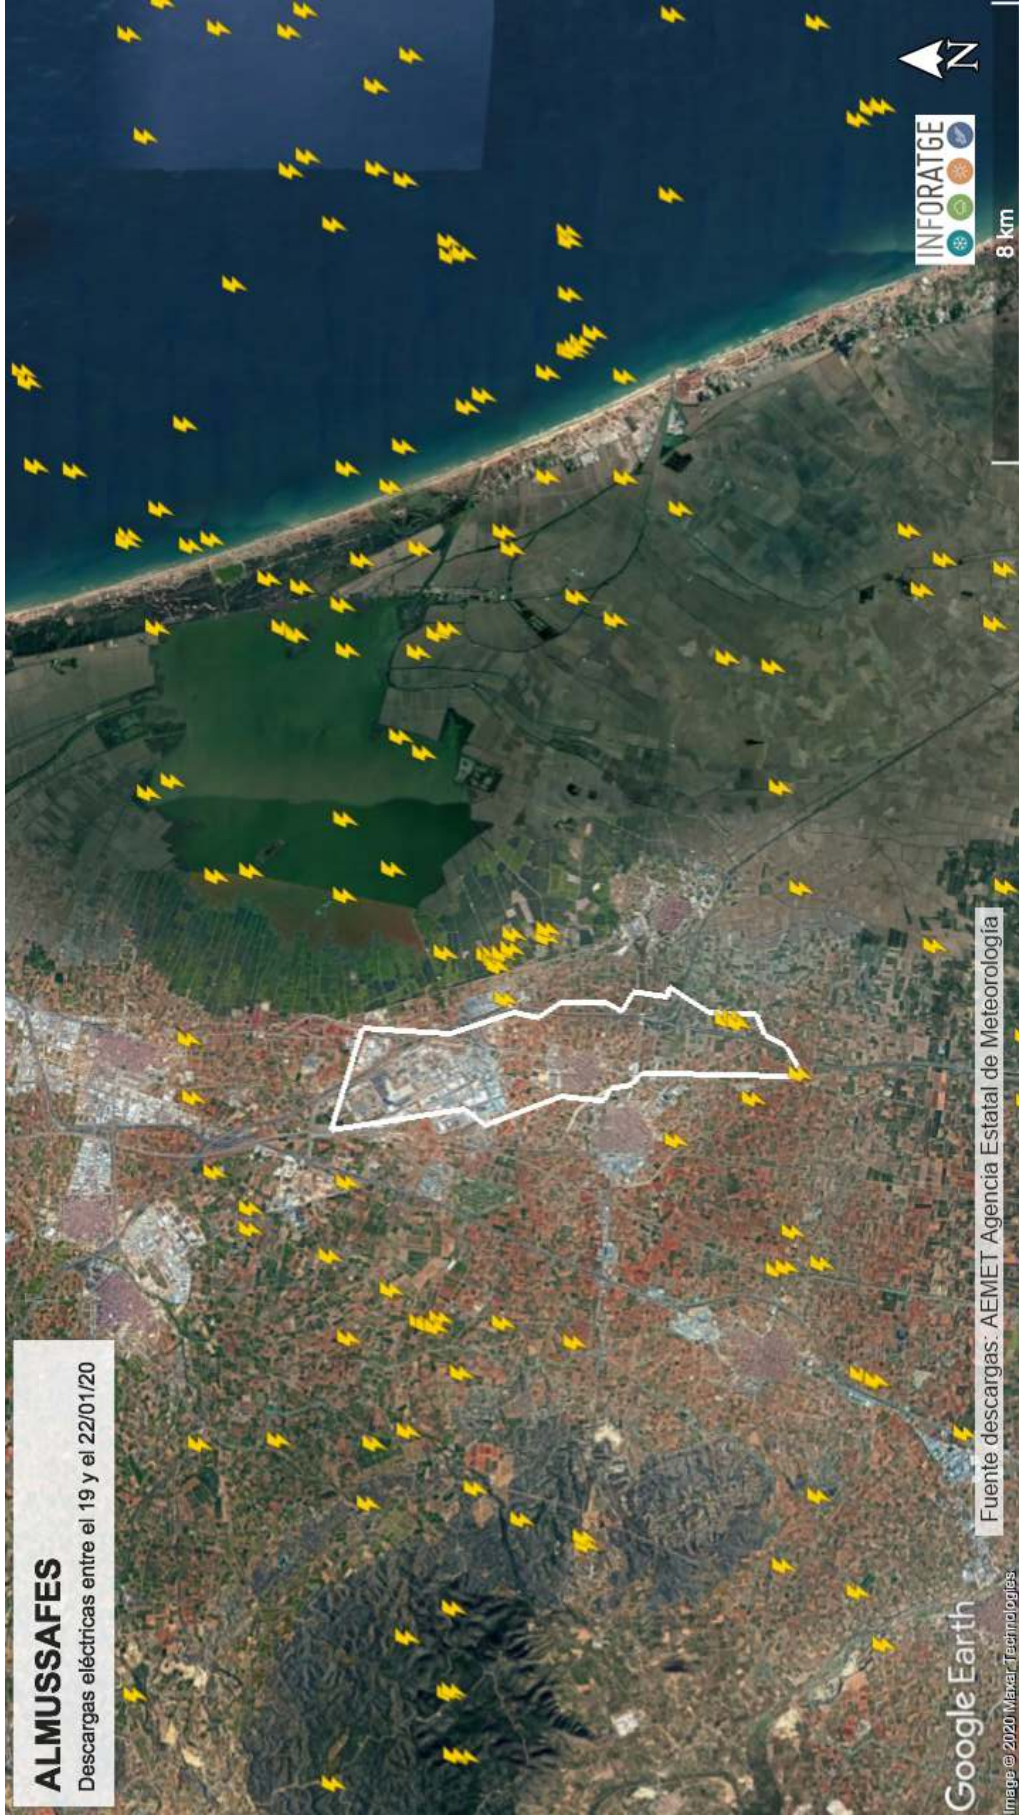 ALMUSSAFES
Descargas eléctricas entre el 19 y el 22/01/20
N
INFORATGE
8 km
Fuente descargas: AEMET Agencia Estatal de Meteorología
Google Earth
Image © 2020 Maxar Technologies